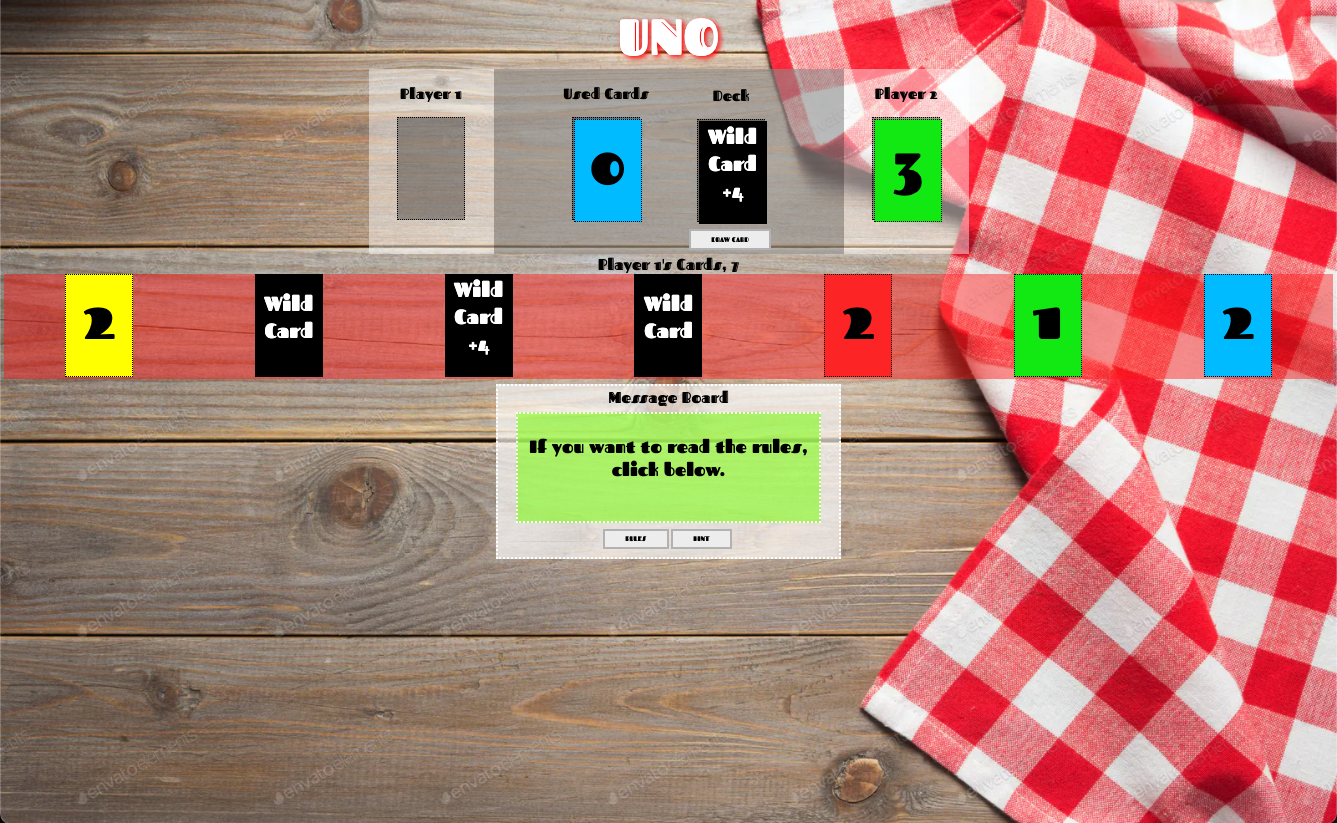 UNO
Player 1
Used Cards
Deck
Player 2
0
Wild
Card
+4
3
DRAW CARD
Player 1's Cards, 7
2
Wild
Card
Wild
Card
+4
Wild
Card
2
1
2
Message Board
If you want to read the rules,
click below.
RULES
HINT
envatoelements